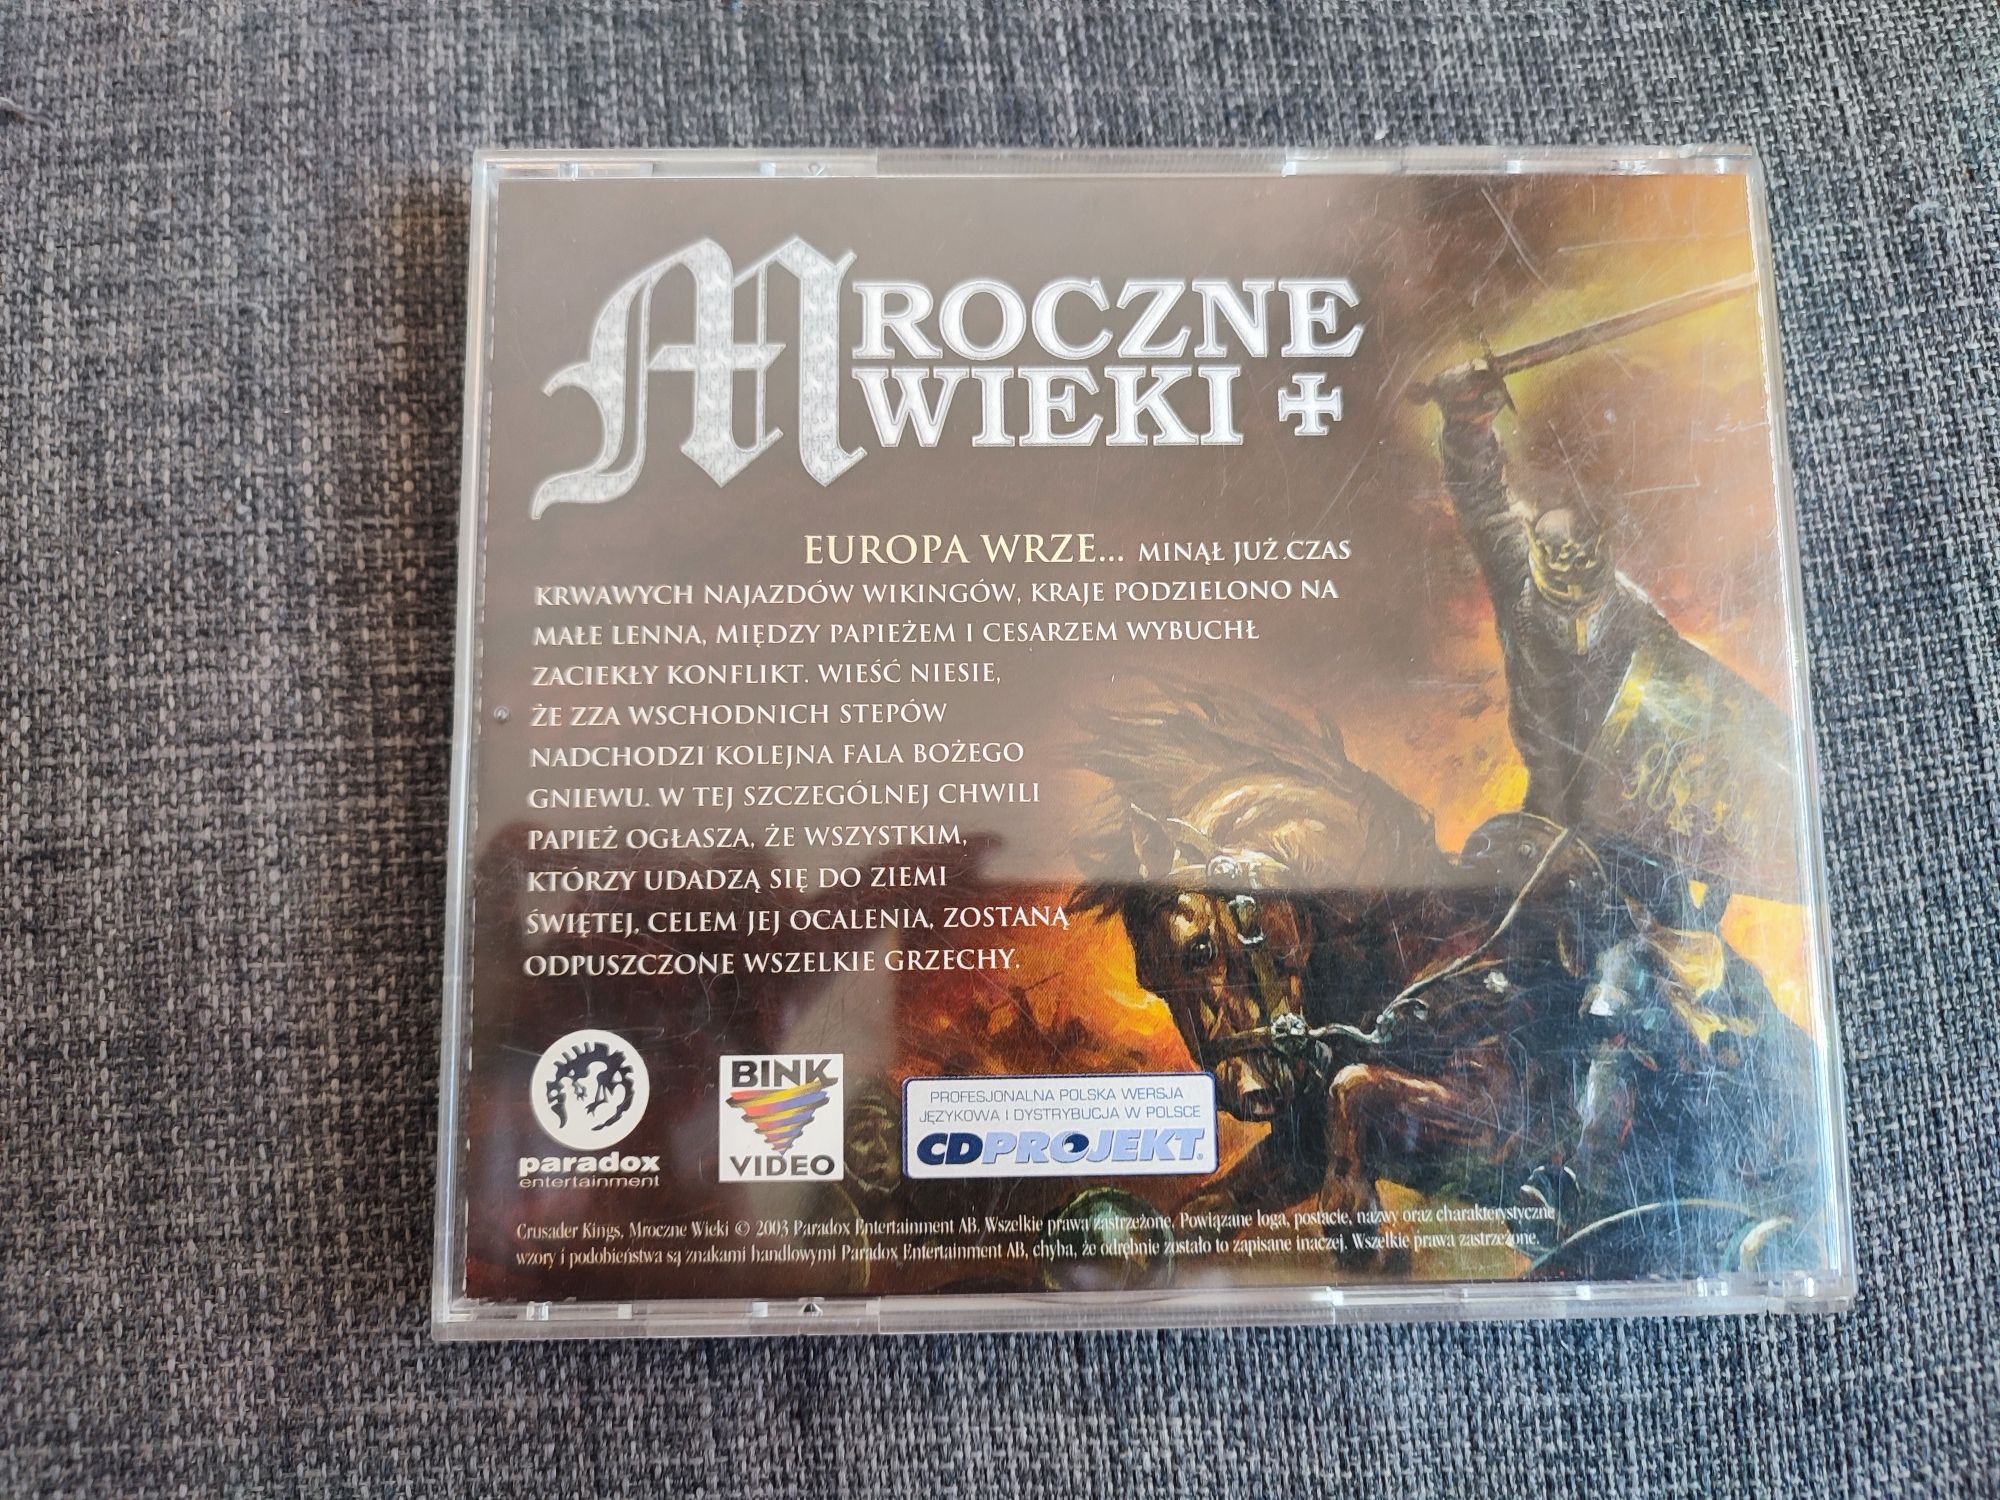 MROCZNE
WIEKI
EUROPA WRZE... MINĄŁ JUŻ CZAS
KRWAWYCH NAJAZDÓW WIKINGÓW, KRAJE PODZIELONO NA
MAŁE LENNA, MIĘDZY PAPIEŻEM I CESARZEM WYBUCHŁ
ZACIEKŁY KONFLIKT. WIEŚĆ NIESIE,
ŻE ZZA WSCHODNICH STEPÓW
NADCHODZI KOLEJNA FALA BOŻEGO
GNIEWU. W TEJ SZCZEGÓLNEJ CHWILI
PAPIEŻ OGŁASZA, ŻE WSZYSTKIM,
KTÓRZY UDADZĄ SIĘ DO ZIEMI
ŚWIĘTEJ, CELEM JEJ OCALENIA, ZOSTANĄ
ODPUSZCZONE WSZELKIE GRZECHY.
paradox
entertainment
BINK
VIDEO
PROFESJONALNA POLSKA WERSJA
JĘZYKOWA I DYSTRYBUCJA W POLSCE
CDPROJEKT®
Crusader Kings, Mroczne Wieki © 2003 Paradox Entertainment AB. Wszelkie prawa zastrzeżone. Powiązane loga, postacie, nazwy oraz charakterystyczne
wzory i podobieństwa są znakami handlowymi Paradox Entertainment AB, chyba, że odrębnie zostało to zapisane inaczej. Wszelkie prawa zastrzeżone.